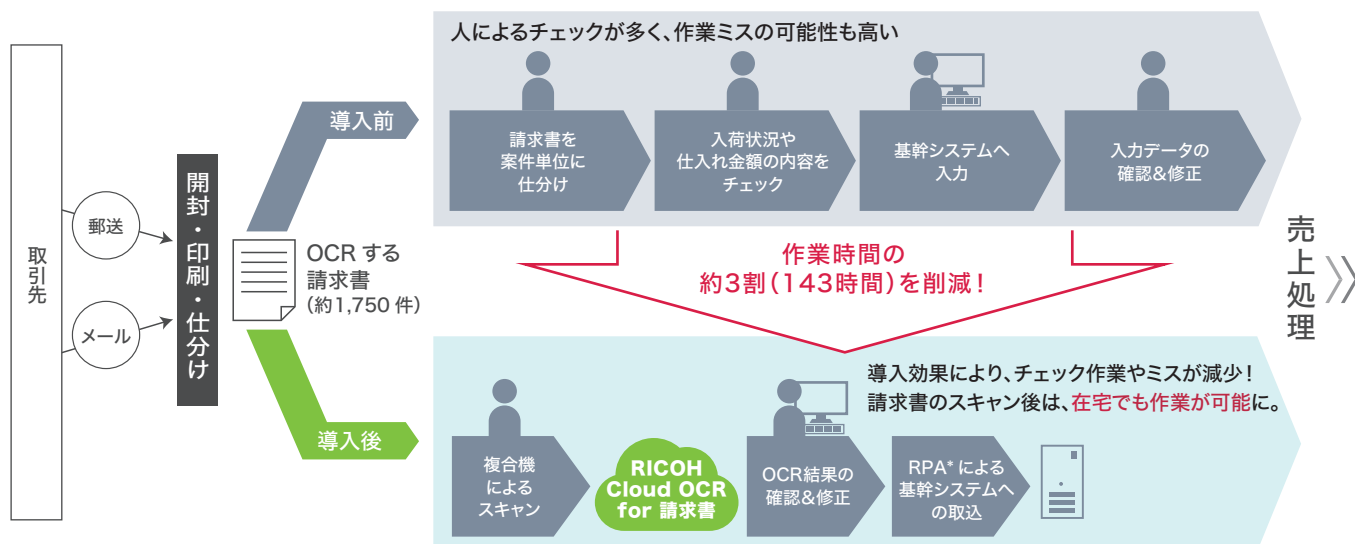 取引先
郵送
メール
開封・印刷・仕分け
OCR する
請求書
(約1,750 件)
導入前
人によるチェックが多く、作業ミスの可能性も高い
請求書を
案件単位に
仕分け
入荷状況や
仕入れ金額の内容を
チェック
基幹システムへ
入力
入力データの
確認&修正
作業時間の
約3割(143時間)を削減！
導入後
導入効果により、チェック作業やミスが減少！
請求書のスキャン後は、在宅でも作業が可能に。
複合機
による
スキャン
RICOH
Cloud OCR
for 請求書
OCR結果の
確認&修正
RPA* による
基幹システムへ
の取込
売上処理